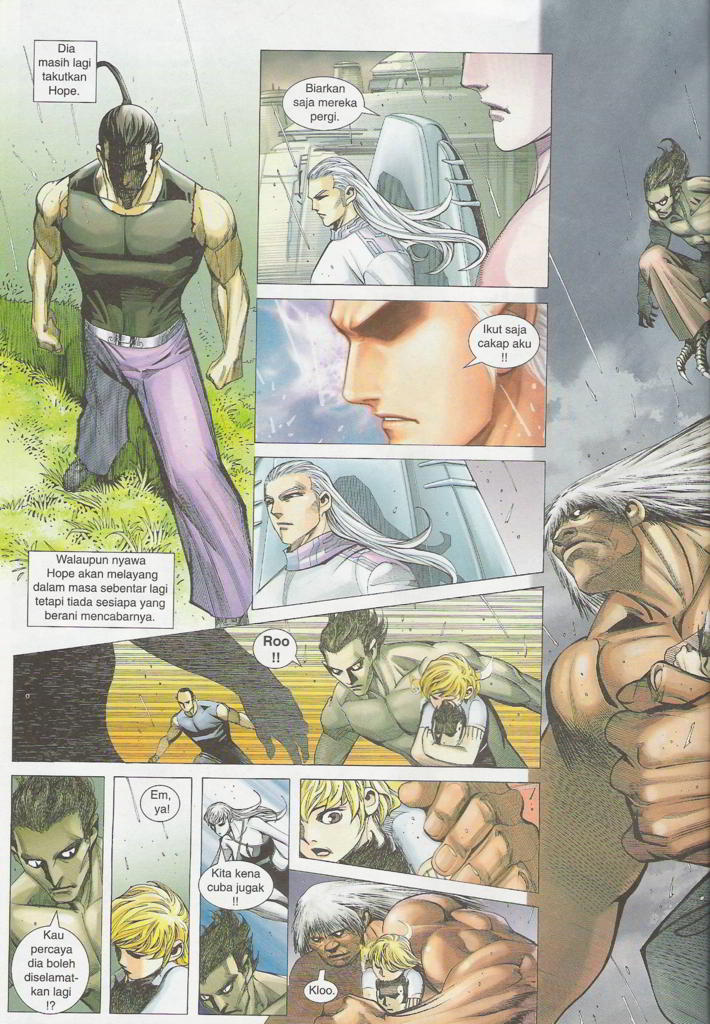 Dia
masih lagi
takutkan
Hope.
Biarkan
saja mereka
pergi.
Ikut saja
cakap aku
!!
Walaupun nyawa
Hope akan melayang
dalam masa sebentar lagi
tetapi tiada sesiapa yang
berani mencabarnya.
Roo
!!
Kau
percaya
dia boleh
diselamat-
kan lagi
!?
Em,
ya!
Kita kena
cuba jugak
!!
Kloo.